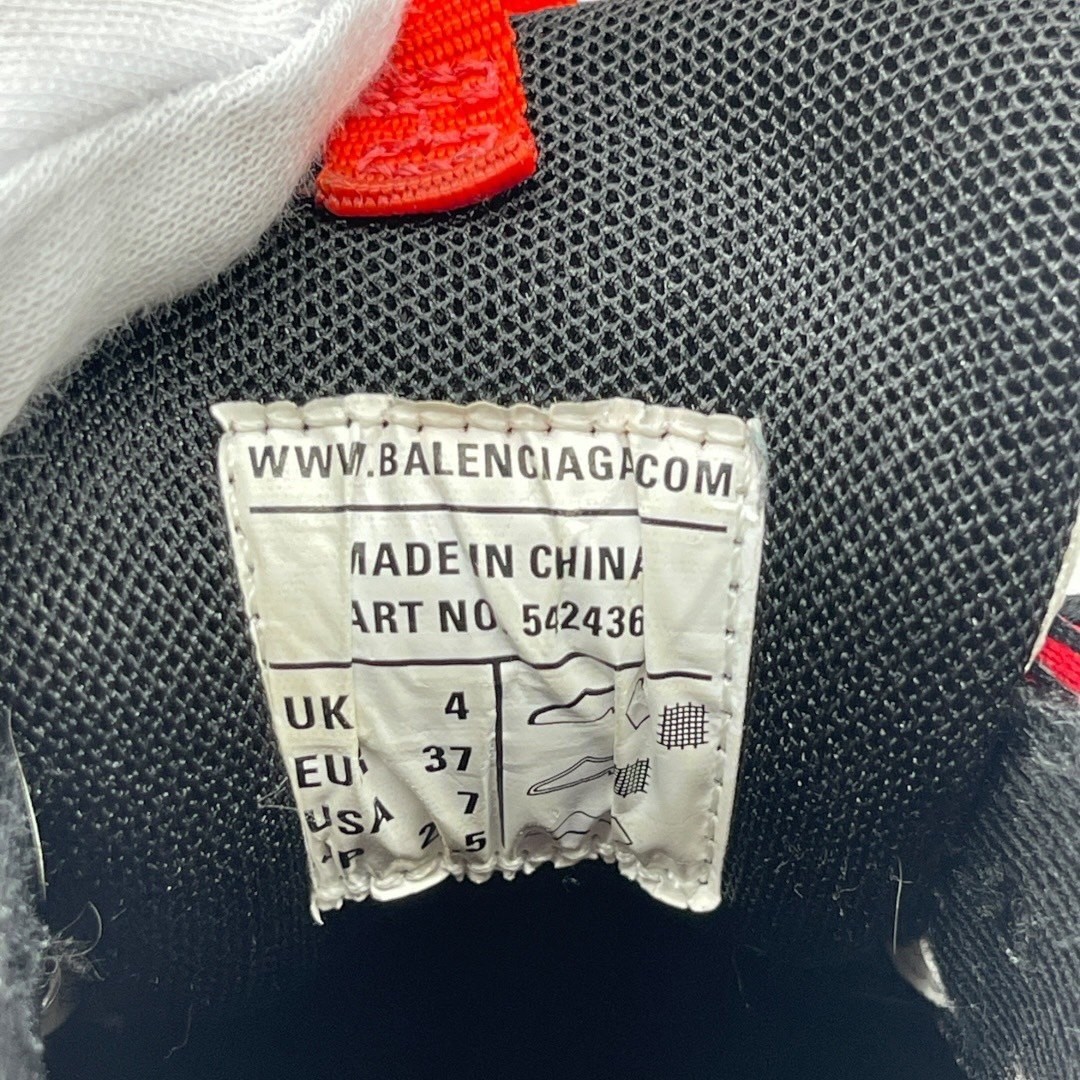 WWW.BALENCIAGA.COM
MADE IN CHINA
ART NO. 542436
UK 4
EU 37
USA 7